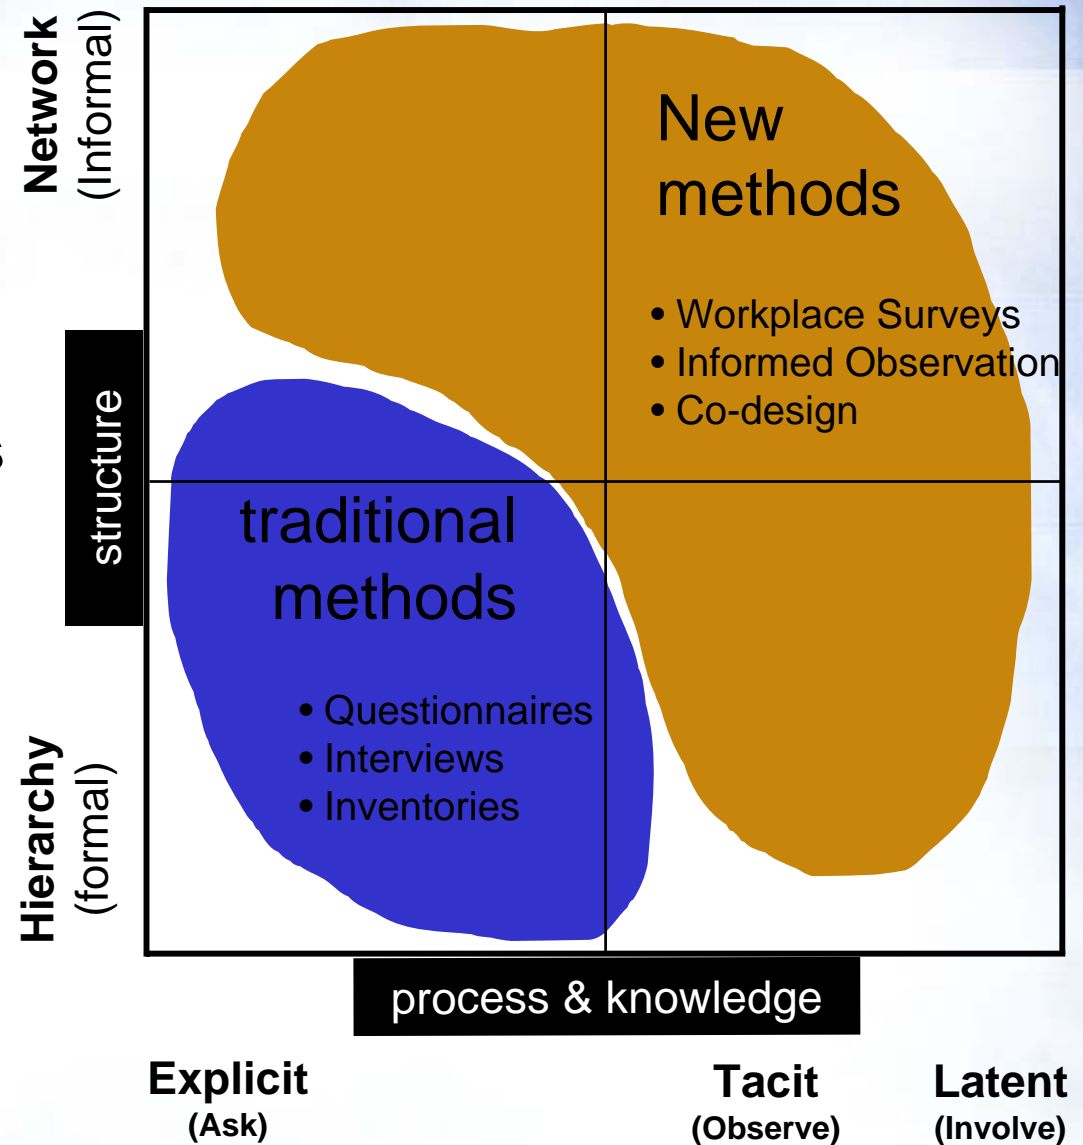 Network
(Informal)
New
methods
• Workplace Surveys
• Informed Observation
• Co-design
structure
traditional
methods
• Questionnaires
• Interviews
• Inventories
Hierarchy
(formal)
process & knowledge
Explicit
(Ask)
Tacit
(Observe)
Latent
(Involve)